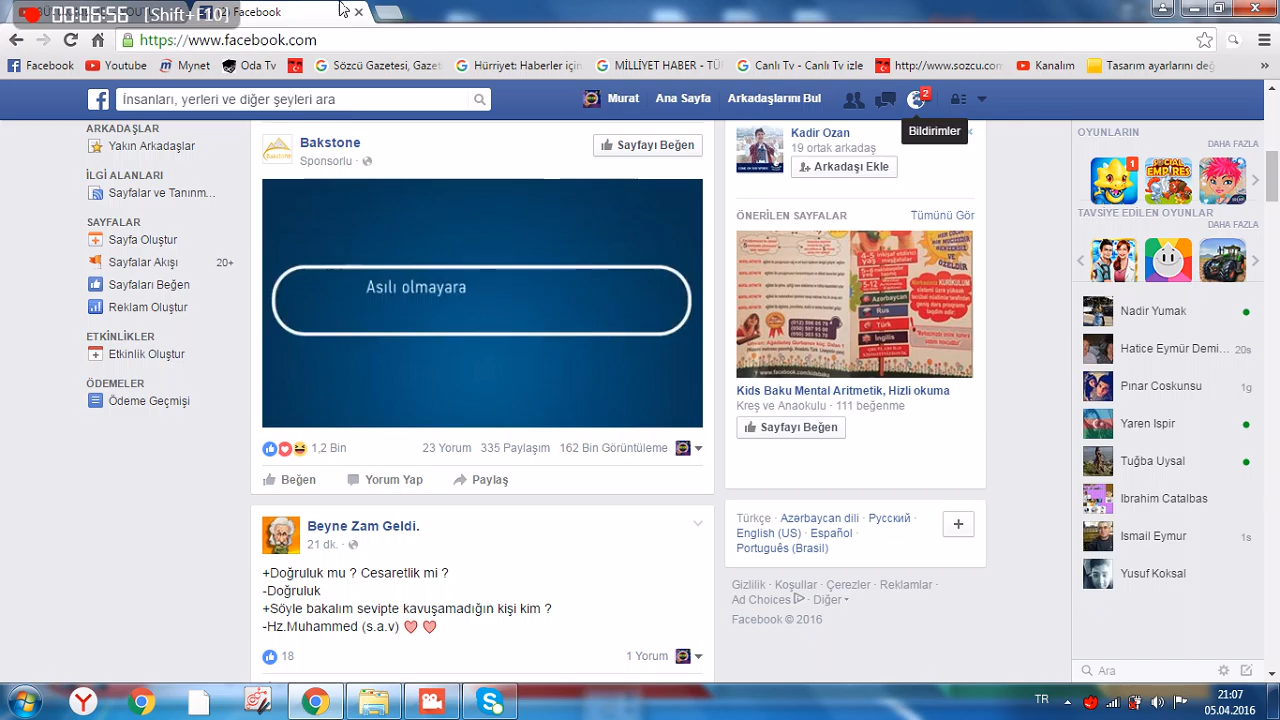 00:06:56 [Shift+F10]
Facebook
https://www.facebook.com
Facebook
Youtube
Mynet
Oda Tv
Sözcü Gazetesi, Gazet
Hürriyet: Haberler için
MİLLİYET HABER - TÜ
Canlı Tv - Canlı Tv izle
http://www.sozcu.com
Kanalım
Tasarım ayarlarını değ
»
İnsanları, yerleri ve diğer şeyleri ara
Murat
Ana Sayfa
Arkadaşlarını Bul
2
Bildirimler
ARKADAŞLAR
Yakın Arkadaşlar
İLGİ ALANLARI
Sayfalar ve Tanınm...
SAYFALAR
Sayfa Oluştur
Sayfalar Akışı 20+
Sayfaları Beğen
Reklam Oluştur
ETKİNLİKLER
Etkinlik Oluştur
ÖDEMELER
Ödeme Geçmişi
Bakstone
Sponsorlu ·
Sayfayı Beğen
Asılı olmayara
1,2 Bin
23 Yorum 335 Paylaşım 162 Bin Görüntüleme
Beğen Yorum Yap Paylaş
Beyne Zam Geldi.
21 dk. ·
+Doğruluk mu ? Cesaretlik mi ?
-Doğruluk
+Söyle bakalım sevipte kavuşamadığın kişi kim ?
-Hz.Muhammed (s.a.v)
18
1 Yorum
Kadir Ozan
19 ortak arkadaş
Arkadaşı Ekle
ÖNERİLEN SAYFALAR Tümünü Gör
4-5
5-12
Azərbaycan
Rus
Türk
İngilis
Kids Baku Mental Aritmetik, Hizli okuma
Kreş ve Anaokulu · 111 beğenme
Sayfayı Beğen
Türkçe · Azərbaycan dili · Русский ·
English (US) · Español ·
Português (Brasil)
Gizlilik · Koşullar · Çerezler · Reklamlar ·
Ad Choices · Diğer
Facebook © 2016
OYUNLARIN
DAHA FAZLA
1
TAVSİYE EDİLEN OYUNLAR
DAHA FAZLA
Nadir Yumak
Hatice Eymür Demi... 20s
Pınar Coskunsu 1g
Yaren Ispir
Tuğba Uysal
Ibrahim Catalbas
Ismail Eymur 1s
Yusuf Koksal
Ara
TR
21:07
05.04.2016